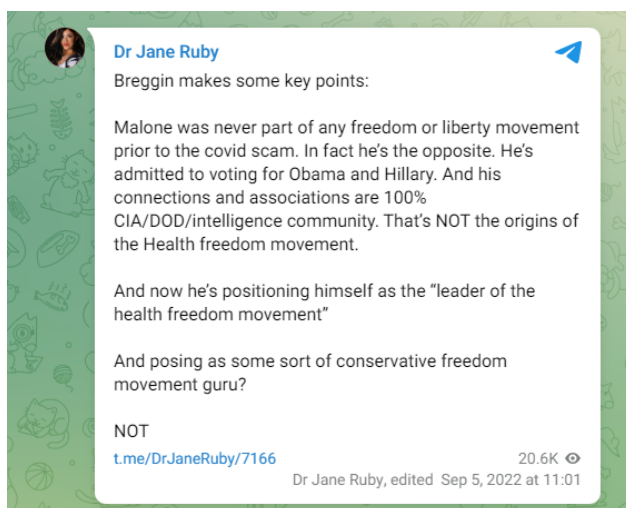 Dr Jane Ruby
Breggin makes some key points:
Malone was never part of any freedom or liberty movement
prior to the covid scam. In fact he's the opposite. He's
admitted to voting for Obama and Hillary. And his
connections and associations are 100%
CIA/DOD/intelligence community. That's NOT the origins of
the Health freedom movement.
And now he's positioning himself as the “leader of the
health freedom movement”
And posing as some sort of conservative freedom
movement guru?
NOT
t.me/DrJaneRuby/7166 20.6K
Dr Jane Ruby, edited Sep 5, 2022 at 11:01